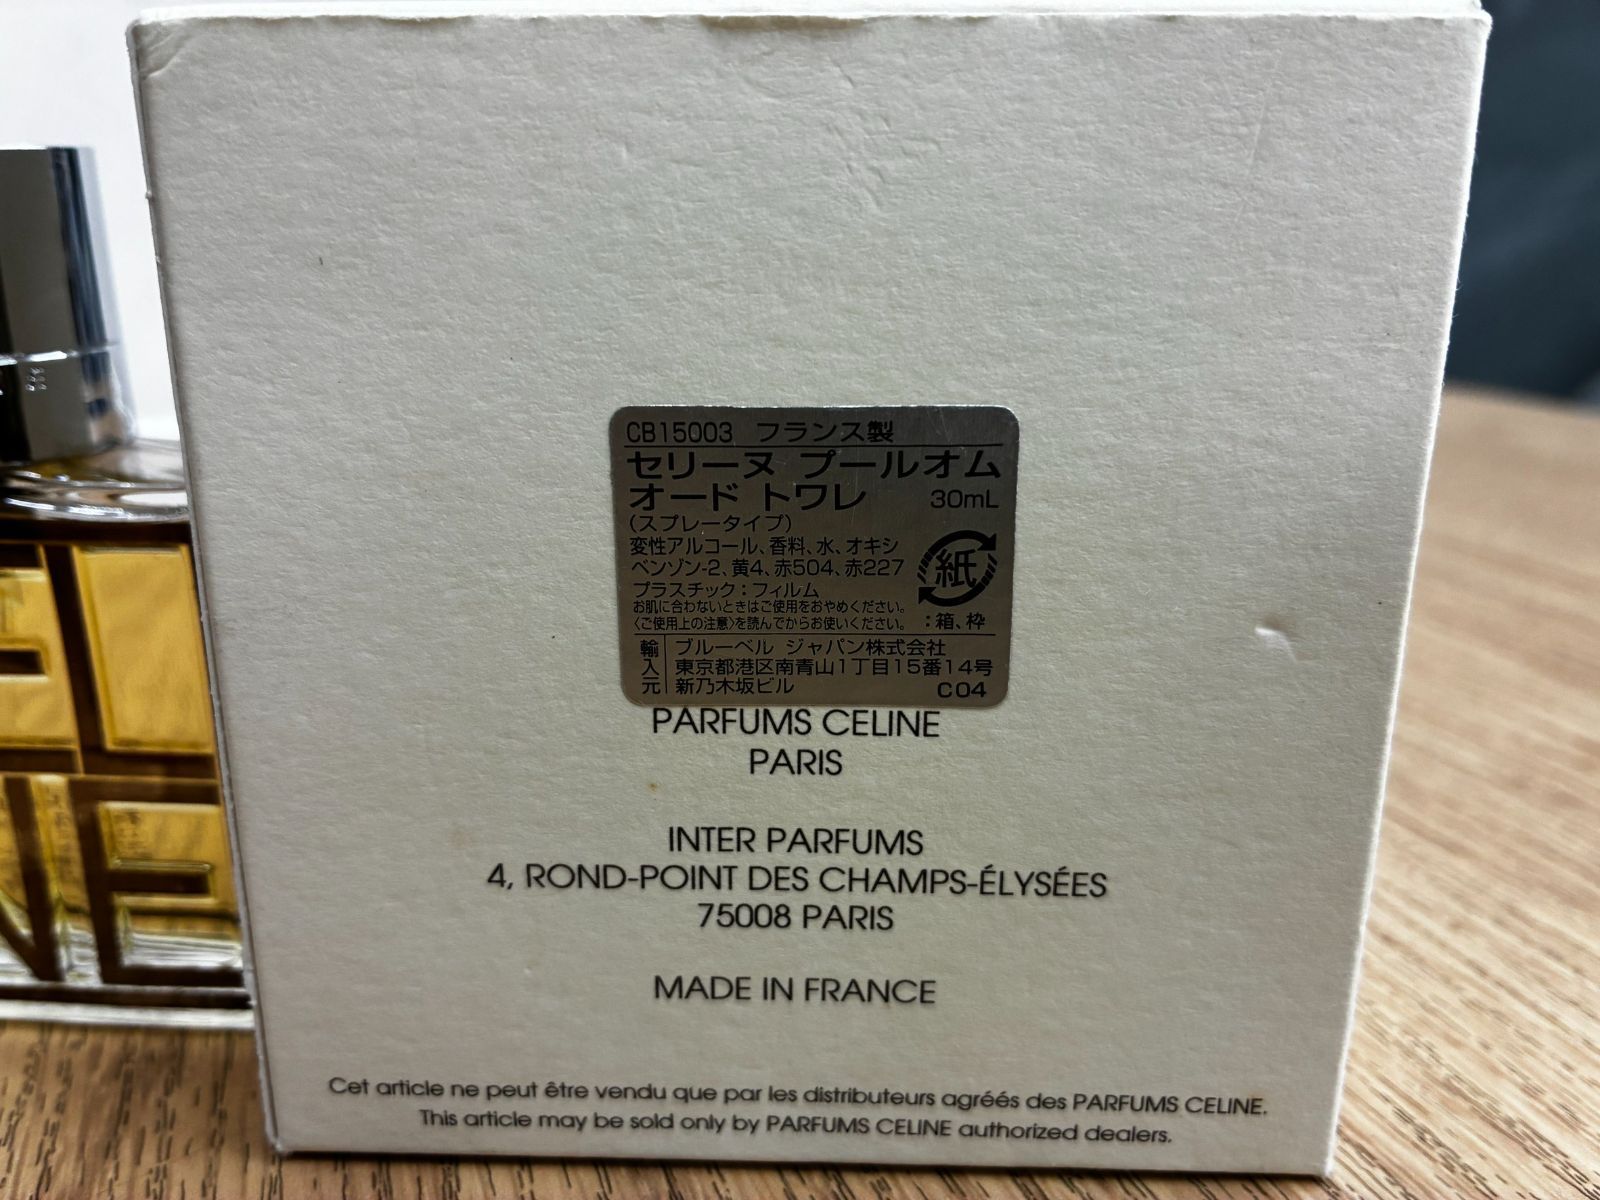 CB15003 フランス製
セリーヌ プールオム
オード トワレ 30mL
(スプレータイプ)
変性アルコール、香料、水、オキシ
ベンゾン-2、黄4、赤504、赤227
プラスチック:フィルム
お肌に合わないときはご使用をおやめください。
〈ご使用上の注意〉を読んでからお使いください。
紙
:箱、枠
輸入元
ブルーベル ジャパン株式会社
東京都港区南青山1丁目15番14号
新乃木坂ビル C04
PARFUMS CELINE
PARIS
INTER PARFUMS
4, ROND-POINT DES CHAMPS-ÉLYSÉES
75008 PARIS
MADE IN FRANCE
Cet article ne peut être vendu que par les distributeurs agréés des PARFUMS CELINE.
This article may be sold only by PARFUMS CELINE authorized dealers.